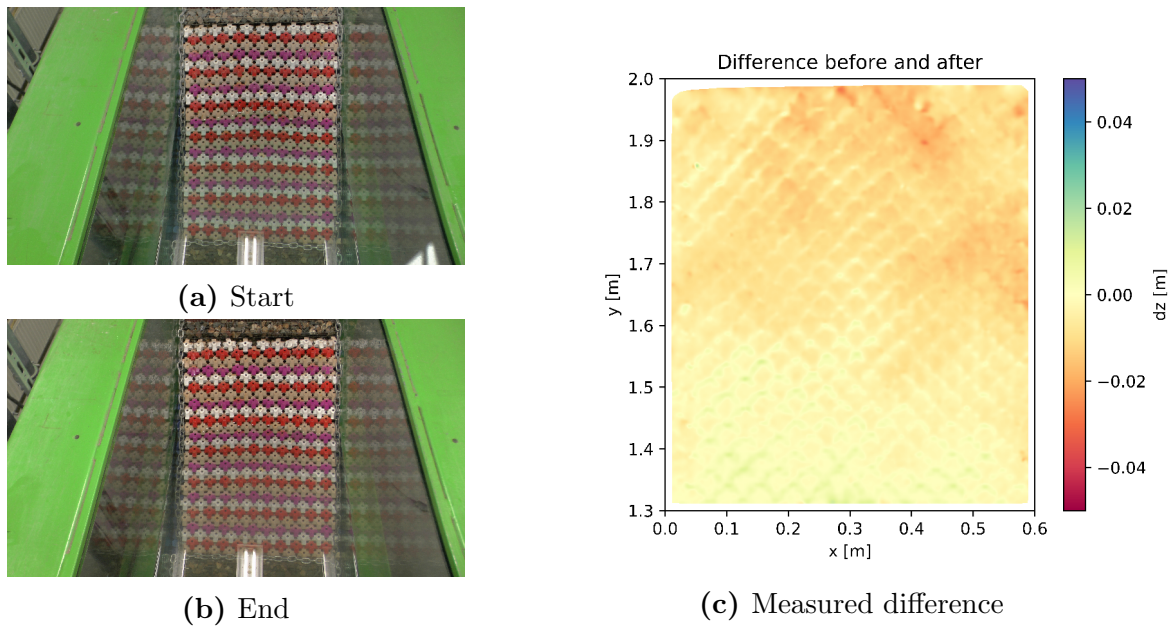 (a) Start
(b) End
Difference before and after
2.0
1.9
1.8
1.7
1.6
1.5
1.4
1.3
y [m]
0.0 0.1 0.2 0.3 0.4 0.5 0.6
x [m]
0.04
0.02
0.00
−0.02
−0.04
dz [m]
(c) Measured difference